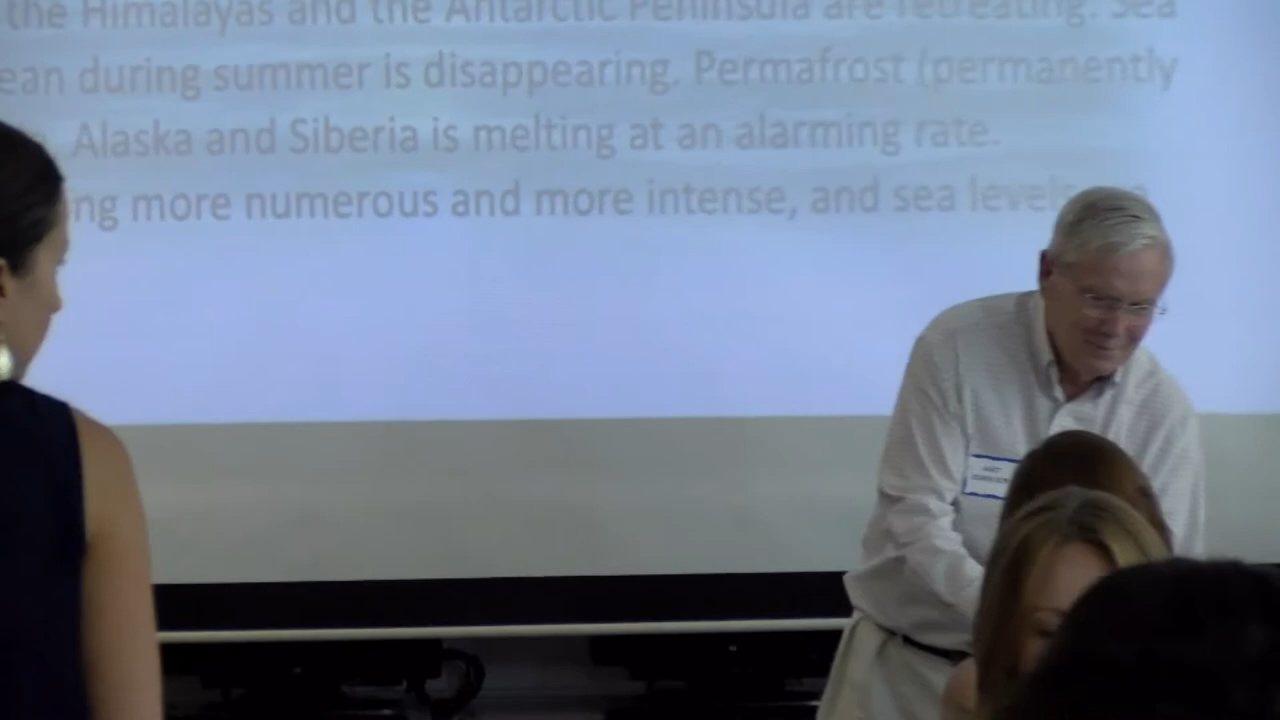 the Himalayas and the Antarctic Peninsula are retreating. Sea
ean during summer is disappearing. Permafrost (permanently
Alaska and Siberia is melting at an alarming rate.
ng more numerous and more intense, and sea levels